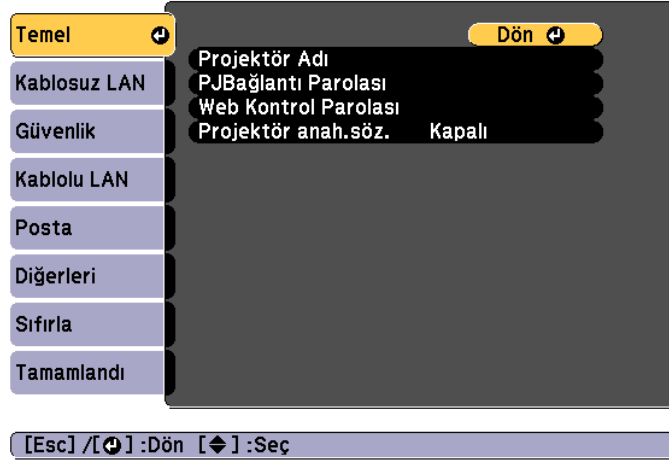 Temel
Dön
Projektör Adı
Kablosuz LAN
PJBağlantı Parolası
Web Kontrol Parolası
Güvenlik
Projektör anah.söz. Kapalı
Kablolu LAN
Posta
Diğerleri
Sıfırla
Tamamlandı
[Esc] /[ ] :Dön [ ] :Seç